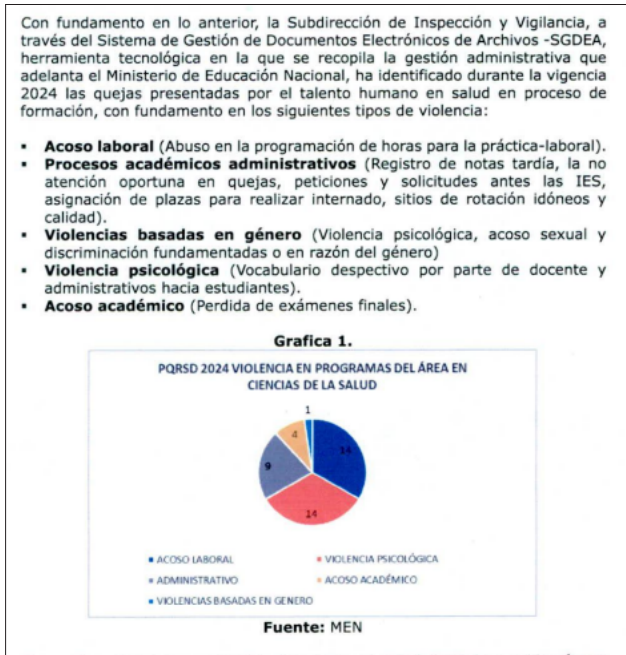 Con fundamento en lo anterior, la Subdirección de Inspección y Vigilancia, a
través del Sistema de Gestión de Documentos Electrónicos de Archivos -SGDEA,
herramienta tecnológica en la que se recopila la gestión administrativa que
adelanta el Ministerio de Educación Nacional, ha identificado durante la vigencia
2024 las quejas presentadas por el talento humano en salud en proceso de
formación, con fundamento en los siguientes tipos de violencia:
▪ Acoso laboral (Abuso en la programación de horas para la práctica-laboral).
▪ Procesos académicos administrativos (Registro de notas tardía, la no
atención oportuna en quejas, peticiones y solicitudes antes las IES,
asignación de plazas para realizar internado, sitios de rotación idóneos y
calidad).
▪ Violencias basadas en género (Violencia psicológica, acoso sexual y
discriminación fundamentadas o en razón del género)
▪ Violencia psicológica (Vocabulario despectivo por parte de docente y
administrativos hacia estudiantes).
▪ Acoso académico (Perdida de exámenes finales).
Grafica 1.
PQRSD 2024 VIOLENCIA EN PROGRAMAS DEL ÁREA EN
CIENCIAS DE LA SALUD
1
4
14
9
14
▪ ACOSO LABORAL ▪ VIOLENCIA PSICOLÓGICA
▪ ADMINISTRATIVO ▪ ACOSO ACADÉMICO
▪ VIOLENCIAS BASADAS EN GENERO
Fuente: MEN